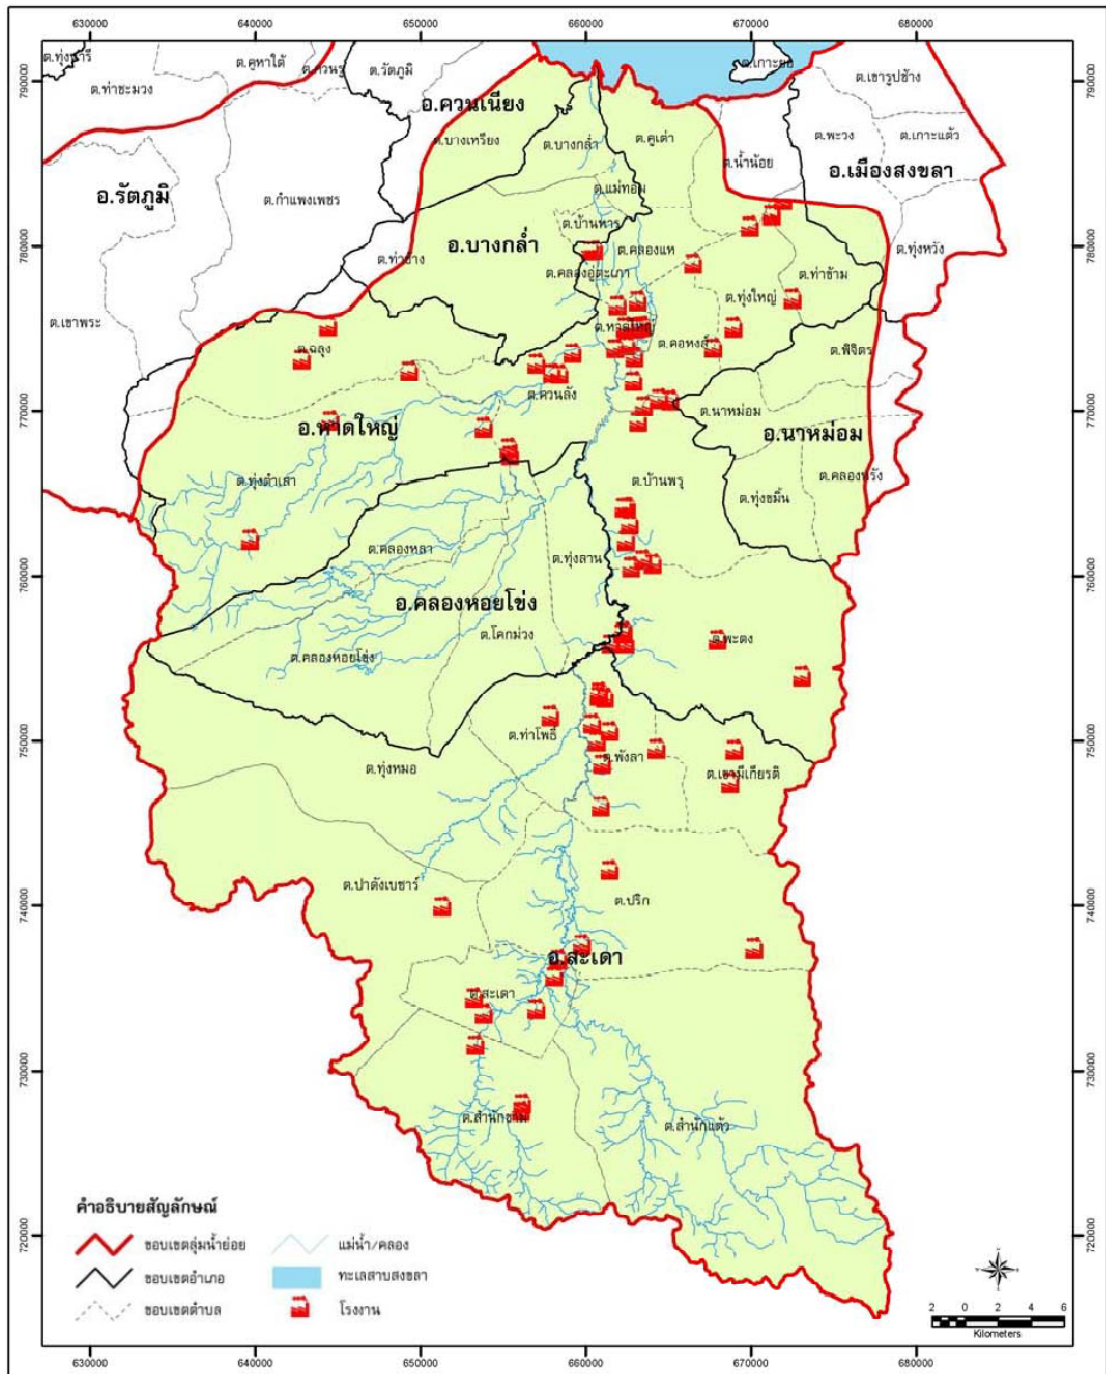 630000 640000 650000 660000 670000 680000
790000 790000
780000 780000
770000 770000
760000 760000
750000 750000
740000 740000
730000 730000
720000 720000
ต.คูหาใต้
ต.รัตภูมิ
ต.เกาะยอ
ต.ท่าชะมวง
อ.ควนเนียง
ต.เขารูปช้าง
ต.บางเหรียง
ต.บางกล่ำ
ต.คูเต่า
ต.พะวง
ต.เกาะแต้ว
ต.น้ำน้อย
อ.เมืองสงขลา
อ.รัตภูมิ
ต.กำแพงเพชร
ต.แม่ทอม
ต.บ้านหาร
อ.บางกล่ำ
ต.คลองแห
ต.ทุ่งหวัง
ต.ท่าช้าง
ต.คลองอู่ตะเภา
ต.ท่าข้าม
ต.ทุ่งใหญ่
ต.เขาพระ
ต.หาดใหญ่
ต.คอหงส์
ต.ฉลุง
ต.พิจิตร
ต.ควนลัง
ต.นาหม่อม
อ.หาดใหญ่
อ.นาหม่อม
ต.ทุ่งตำเสา
ต.บ้านพรุ
ต.คลองหรัง
ต.ทุ่งขมิ้น
ต.คลองหลา
ต.ทุ่งลาน
อ.คลองหอยโข่ง
ต.โคกม่วง
ต.พะตง
ต.คลองหอยโข่ง
ต.ท่าโพธิ์
ต.พังลา
ต.ทุ่งหมอ
ต.เขามีเกียรติ
ต.ปาดังเบซาร์
ต.ปริก
อ.สะเดา
ต.สะเดา
ต.สำนักขาม
ต.สำนักแต้ว
คำอธิบายสัญลักษณ์
ขอบเขตลุ่มน้ำย่อย
แม่น้ำ/คลอง
ขอบเขตอำเภอ
ทะเลสาบสงขลา
ขอบเขตตำบล
โรงงาน
2 0 2 4 6
Kilometers
630000 640000 650000 660000 670000 680000